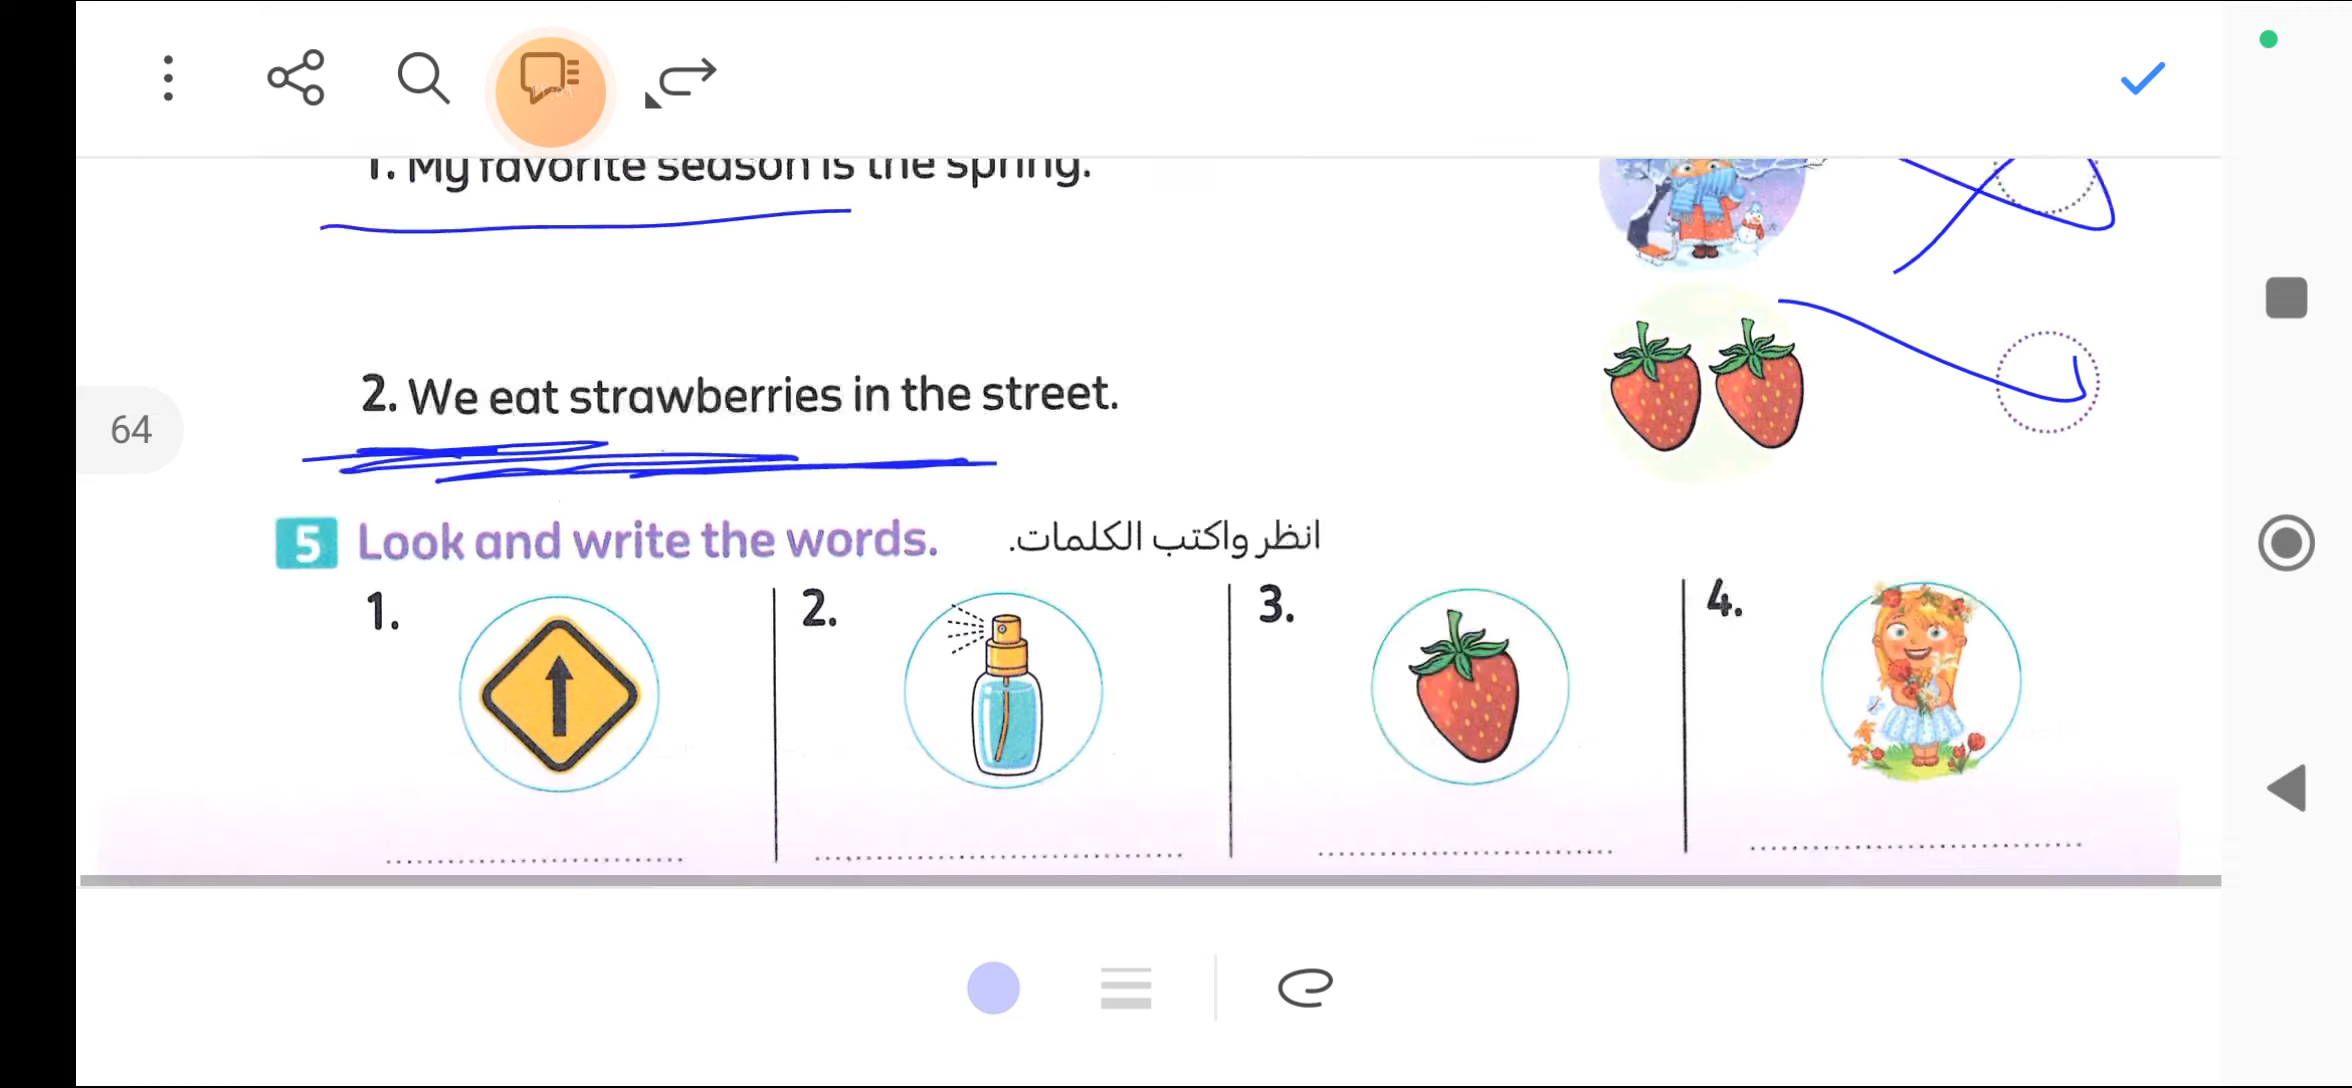 1. My favorite season is the spring.
2. We eat strawberries in the street.
64
5 Look and write the words. انظر واكتب الكلمات.
1. 2. 3. 4.